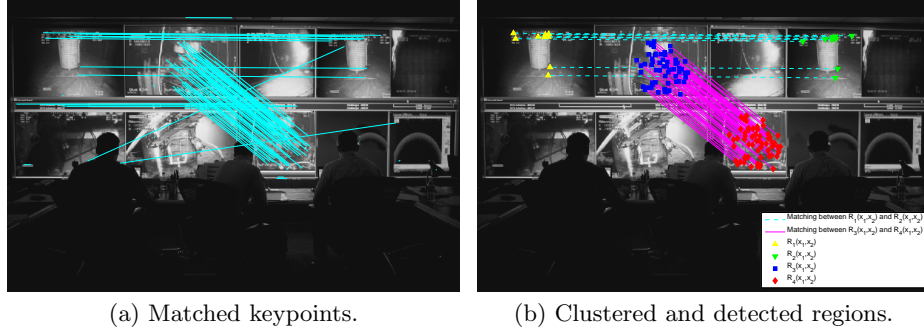 Matching between R1(x1,x2) and R2(x1,x2)
Matching between R3(x1,x2) and R4(x1,x2)
R1(x1,x2)
R2(x1,x2)
R3(x1,x2)
R4(x1,x2)
(a) Matched keypoints.
(b) Clustered and detected regions.